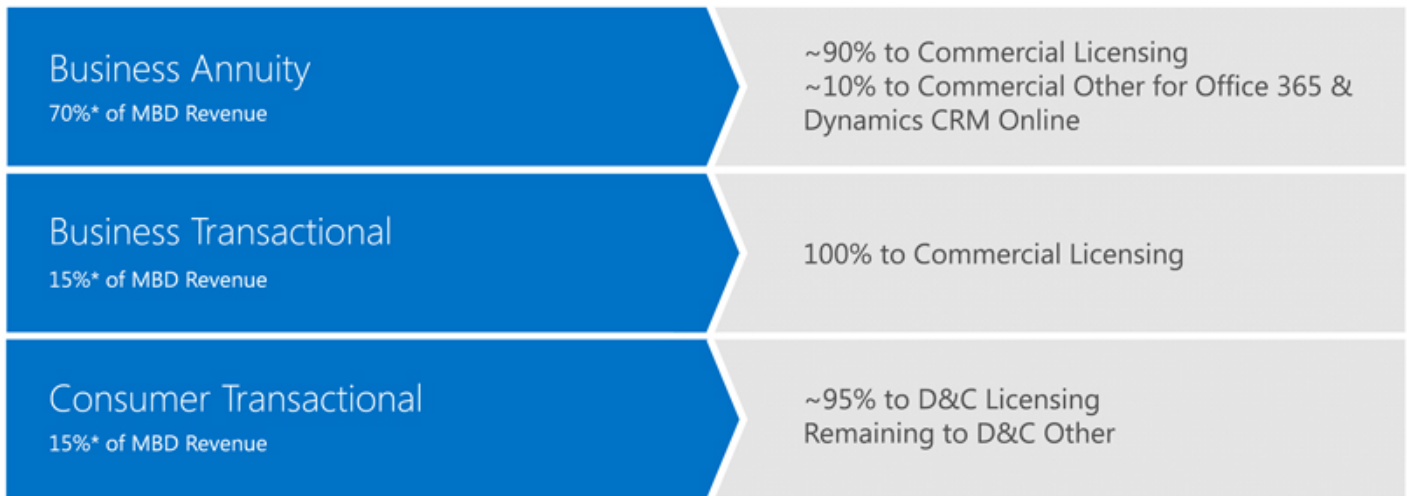 Business Annuity
70%* of MBD Revenue
~90% to Commercial Licensing
~10% to Commercial Other for Office 365 &
Dynamics CRM Online
Business Transactional
15%* of MBD Revenue
100% to Commercial Licensing
Consumer Transactional
15%* of MBD Revenue
~95% to D&C Licensing
Remaining to D&C Other